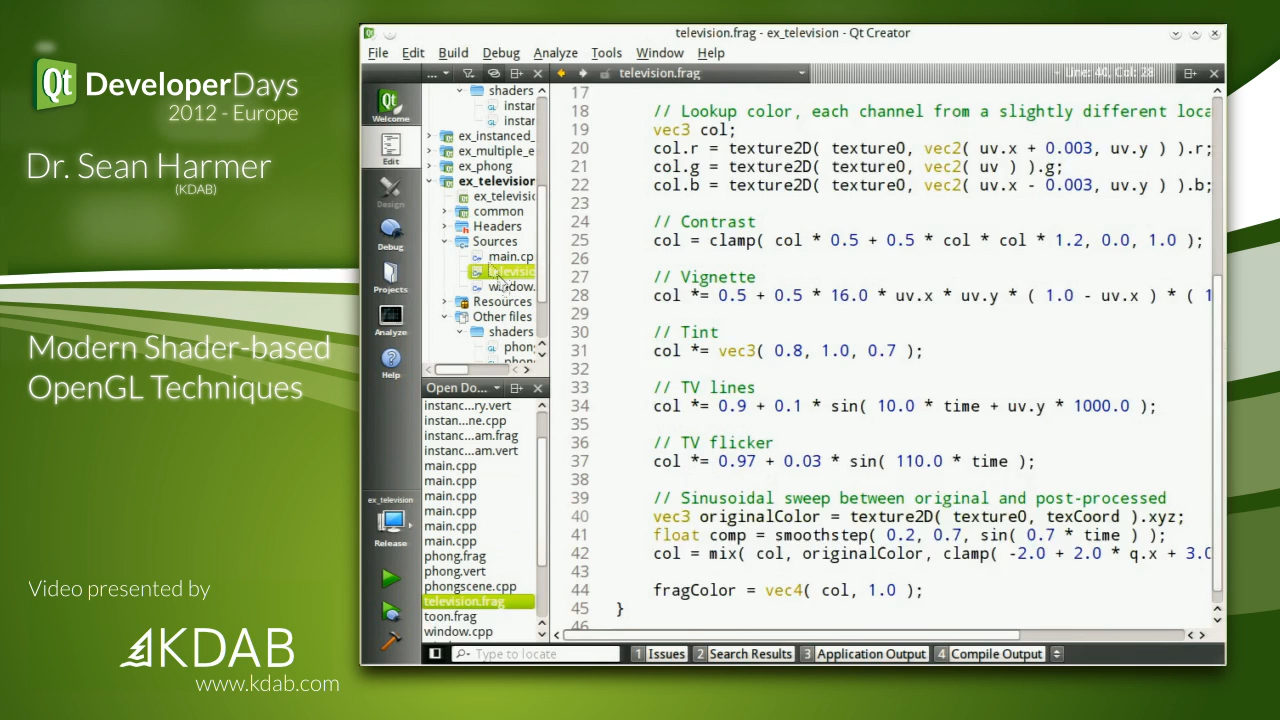 Qt DeveloperDays
2012 - Europe
Dr. Sean Harmer
(KDAB)
Modern Shader-based
OpenGL Techniques
Video presented by
KDAB
www.kdab.com
television.frag - ex_television - Qt Creator
File Edit Build Debug Analyze Tools Window Help
... television.frag Line: 40, Col: 28
Qt
Welcome
Edit
Design
Debug
Projects
Analyze
Help
ex_television
Release
shaders
instar
instar
ex_instanced_
ex_multiple_e
ex_phong
ex_television
ex_televisic
common
Headers
Sources
main.cp
televisic
window.
Resources
Other files
shaders
phon
phon
Open Do...
instanc...ry.vert
instan...ne.cpp
instanc...am.frag
instanc...am.vert
main.cpp
main.cpp
main.cpp
main.cpp
main.cpp
main.cpp
phong.frag
phong.vert
phongscene.cpp
television.frag
toon.frag
window.cpp
17
18 // Lookup color, each channel from a slightly different loca
19 vec3 col;
20 col.r = texture2D( texture0, vec2( uv.x + 0.003, uv.y ) ).r;
21 col.g = texture2D( texture0, vec2( uv ) ).g;
22 col.b = texture2D( texture0, vec2( uv.x - 0.003, uv.y ) ).b;
23
24 // Contrast
25 col = clamp( col * 0.5 + 0.5 * col * col * 1.2, 0.0, 1.0 );
26
27 // Vignette
28 col *= 0.5 + 0.5 * 16.0 * uv.x * uv.y * ( 1.0 - uv.x ) * ( 1
29
30 // Tint
31 col *= vec3( 0.8, 1.0, 0.7 );
32
33 // TV lines
34 col *= 0.9 + 0.1 * sin( 10.0 * time + uv.y * 1000.0 );
35
36 // TV flicker
37 col *= 0.97 + 0.03 * sin( 110.0 * time );
38
39 // Sinusoidal sweep between original and post-processed
40 vec3 originalColor = texture2D( texture0, texCoord ).xyz;
41 float comp = smoothstep( 0.2, 0.7, sin( 0.7 * time ) );
42 col = mix( col, originalColor, clamp( -2.0 + 2.0 * q.x + 3.0
43
44 fragColor = vec4( col, 1.0 );
45 }
46
Type to locate 1 Issues 2 Search Results 3 Application Output 4 Compile Output